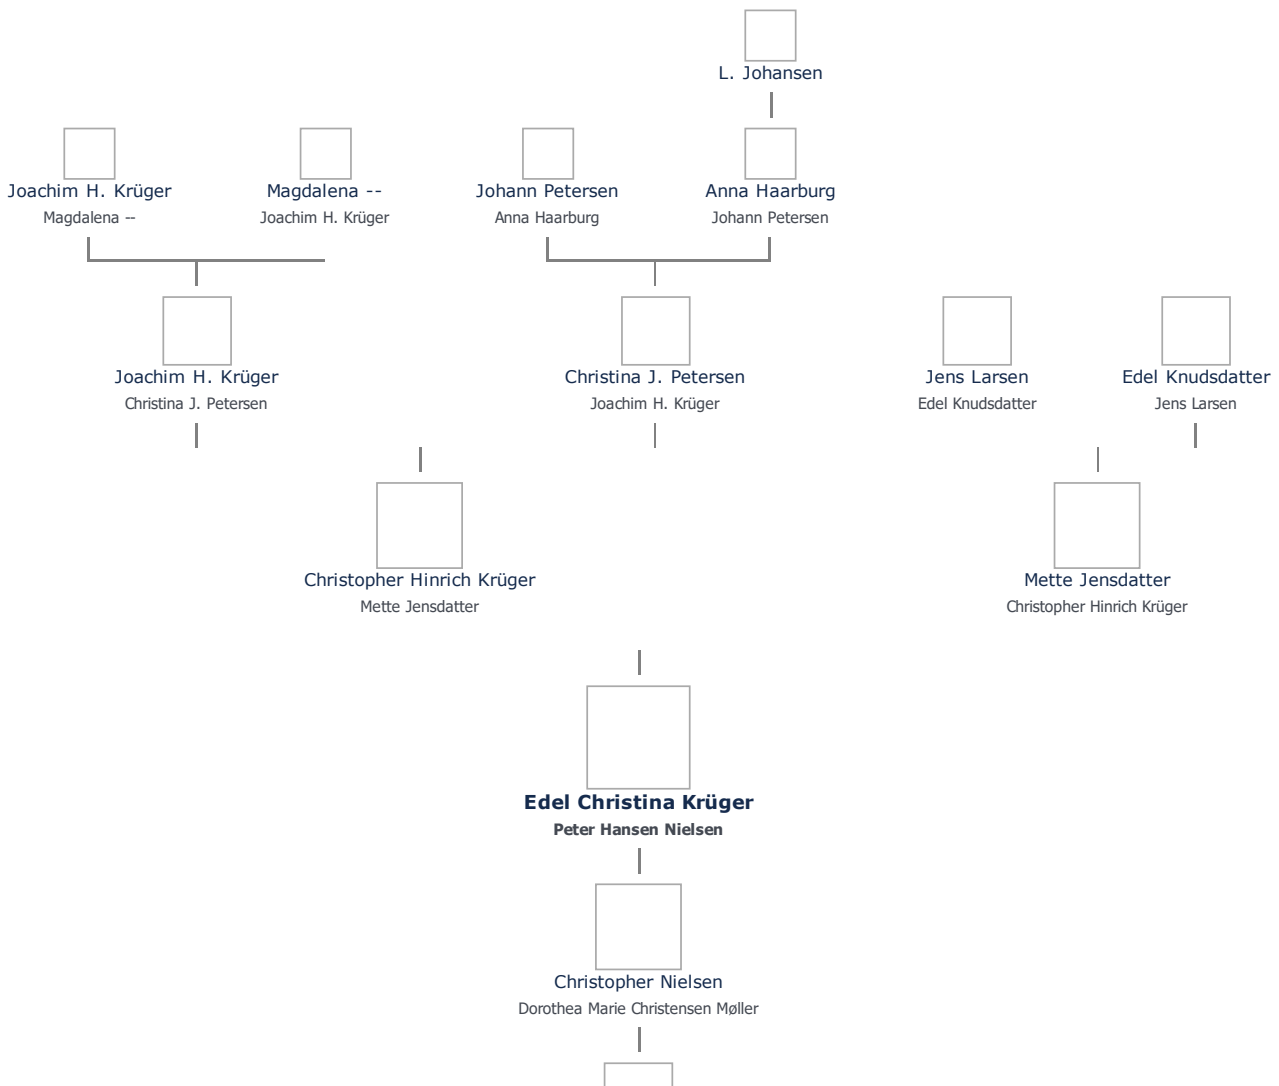 L. Johansen
Joachim H. Krüger
Magdalena --
Magdalena --
Joachim H. Krüger
Johann Petersen
Anna Haarburg
Anna Haarburg
Johann Petersen
Joachim H. Krüger
Christina J. Petersen
Christina J. Petersen
Joachim H. Krüger
Jens Larsen
Edel Knudsdatter
Edel Knudsdatter
Jens Larsen
Christopher Hinrich Krüger
Mette Jensdatter
Mette Jensdatter
Christopher Hinrich Krüger
Edel Christina Krüger
Peter Hansen Nielsen
Christopher Nielsen
Dorothea Marie Christensen Møller